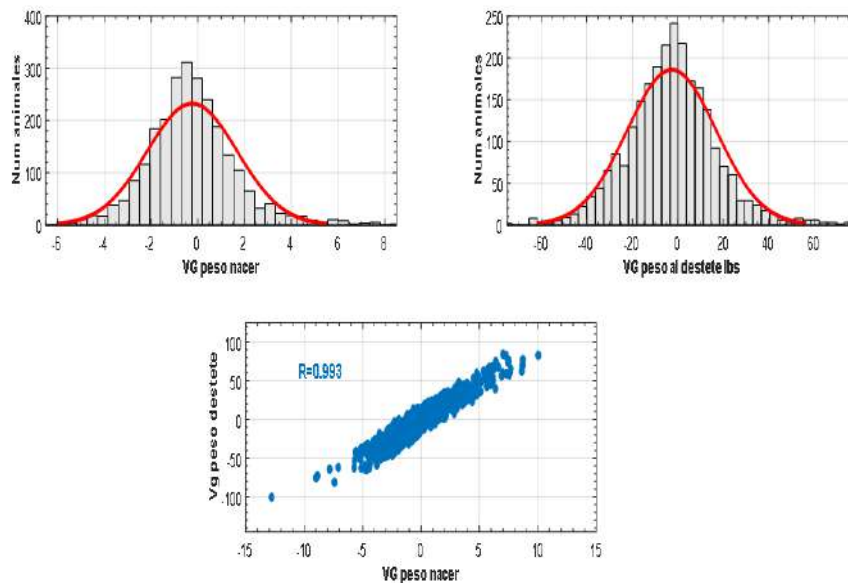 400
300
200
100
0
Num animales
-6 -4 -2 0 2 4 6 8
VG peso nacer
250
200
150
100
50
0
Num animales
-60 -40 -20 0 20 40 60
VG peso al destete lbs
100
50
0
-50
-100
Vg peso destete
R=0.993
-15 -10 -5 0 5 10 15
VG peso nacer